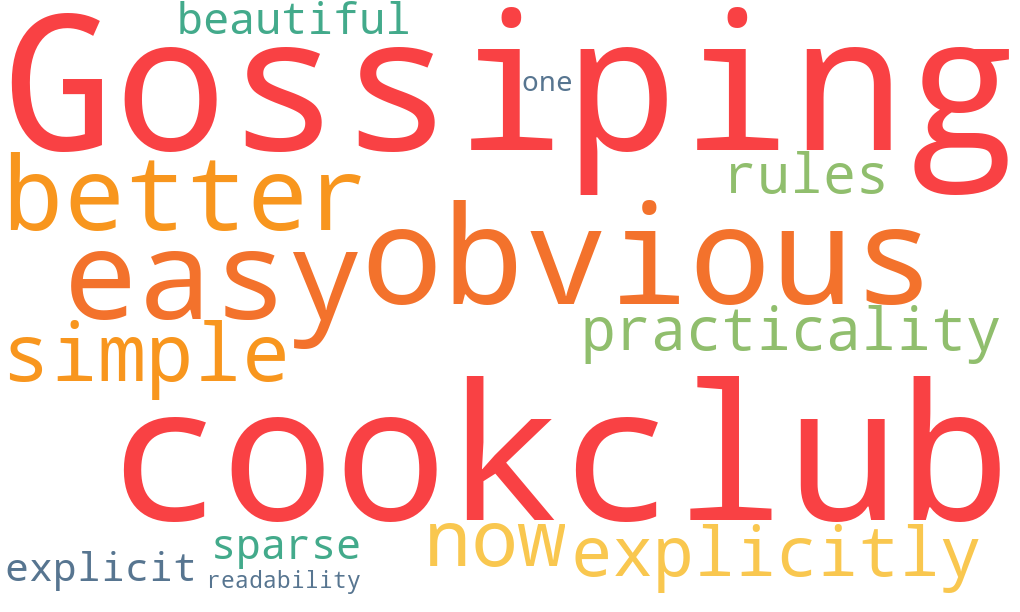 beautiful
Gossiping
one
better
rules
easy
obvious
simple
practicality
cookclub
now
explicitly
sparse
explicit
readability